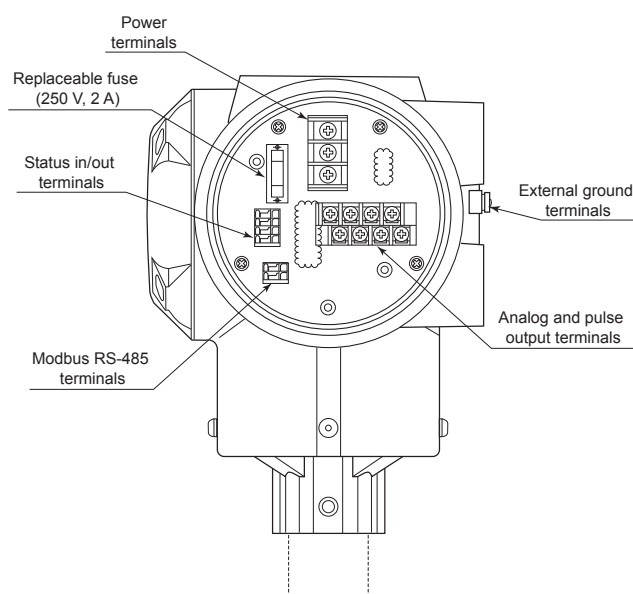 Power
terminals
Replaceable fuse
(250 V, 2 A)
Status in/out
terminals
External ground
terminals
Analog and pulse
output terminals
Modbus RS-485
terminals